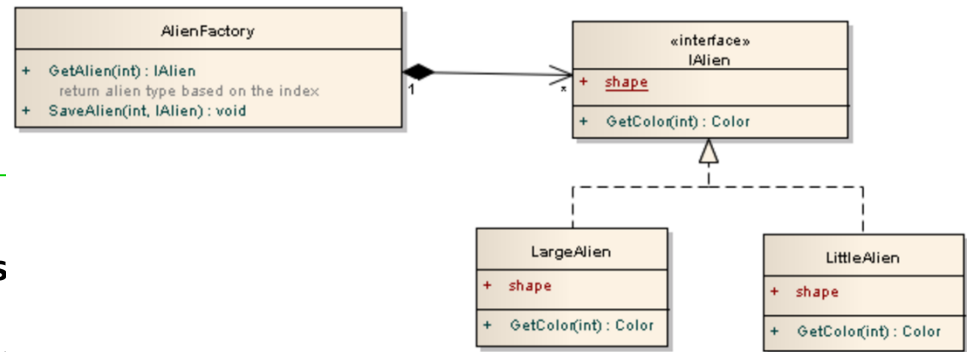 AlienFactory
+ GetAlien(int) : IAlien
return alien type based on the index
+ SaveAlien(int, IAlien) : void
1
*
«interface»
IAlien
+ shape
+ GetColor(int) : Color
LargeAlien
+ shape
+ GetColor(int) : Color
LittleAlien
+ shape
+ GetColor(int) : Color
s